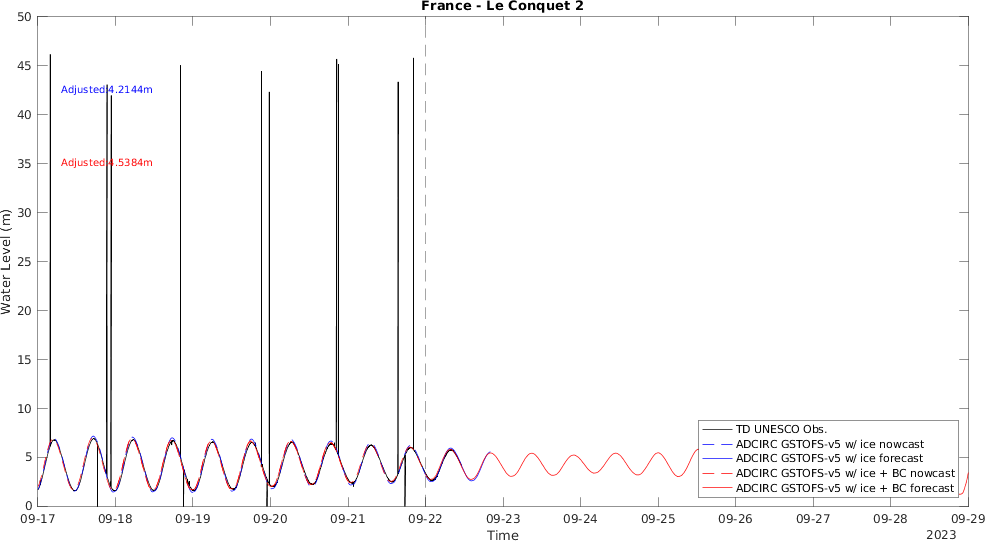 France - Le Conquet 2
50
45
40
35
30
25
20
15
10
5
0
Water Level (m)
Adjusted:4.2144m
Adjusted:4.5384m
TD UNESCO Obs.
ADCIRC GSTOFS-v5 w/ ice nowcast
ADCIRC GSTOFS-v5 w/ ice forecast
ADCIRC GSTOFS-v5 w/ ice + BC nowcast
ADCIRC GSTOFS-v5 w/ ice + BC forecast
09-17 09-18 09-19 09-20 09-21 09-22 09-23 09-24 09-25 09-26 09-27 09-28 09-29
Time
2023